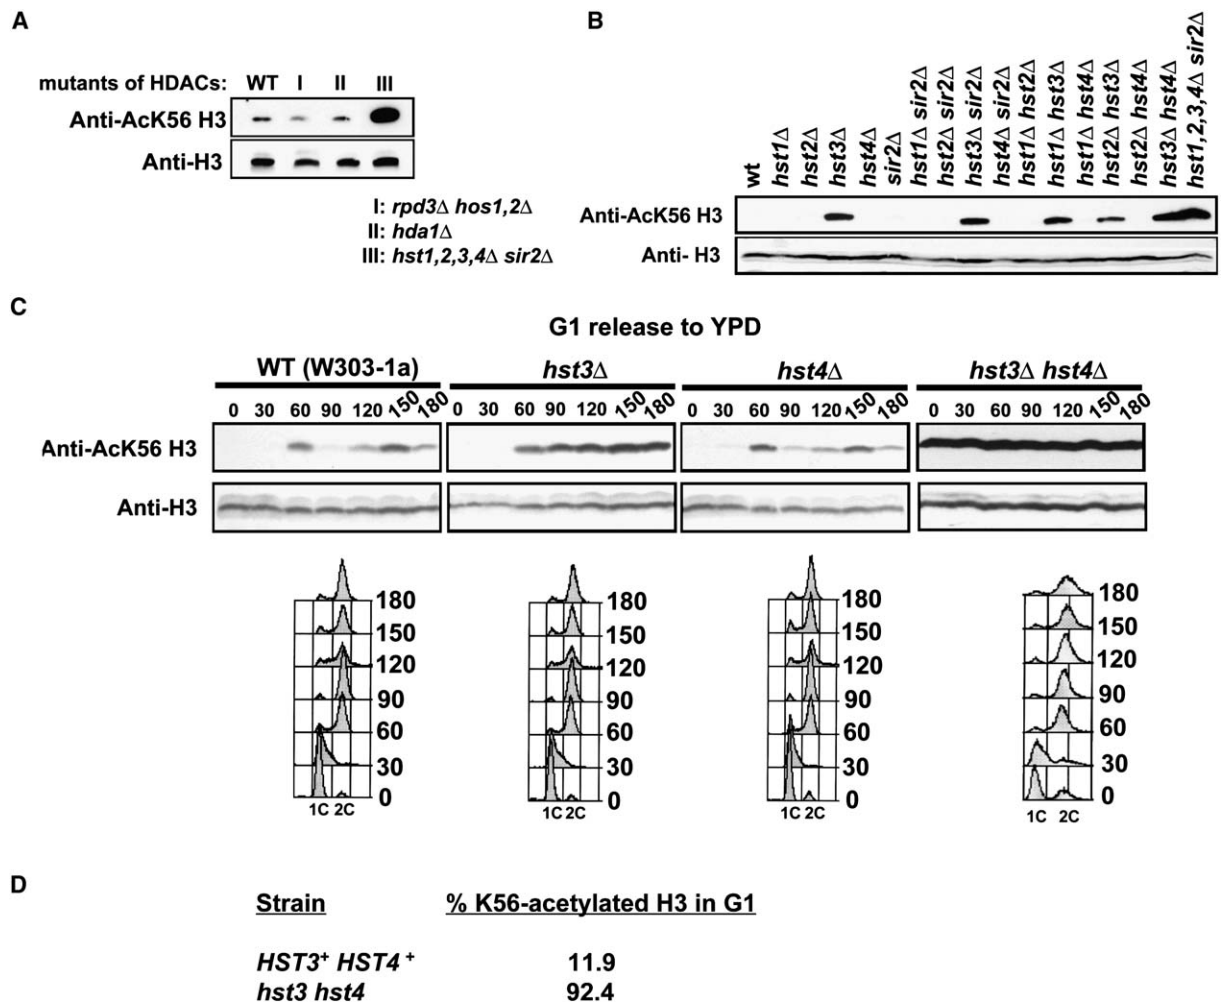 A
mutants of HDACs: WT I II III
Anti-AcK56 H3
Anti-H3
I: rpd3Δ hos1,2Δ
II: hda1Δ
III: hst1,2,3,4Δ sir2Δ
B
wt
hst1Δ
hst2Δ
hst3Δ
hst4Δ
sir2Δ
hst1Δ sir2Δ
hst2Δ sir2Δ
hst3Δ sir2Δ
hst4Δ sir2Δ
hst1Δ hst2Δ
hst1Δ hst3Δ
hst1Δ hst4Δ
hst2Δ hst3Δ
hst2Δ hst4Δ
hst3Δ hst4Δ
hst1,2,3,4Δ sir2Δ
Anti-AcK56 H3
Anti- H3
C
G1 release to YPD
WT (W303-1a) hst3Δ hst4Δ hst3Δ hst4Δ
0 30 60 90 120 150 180 0 30 60 90 120 150 180 0 30 60 90 120 150 180 0 30 60 90 120 150 180
Anti-AcK56 H3
Anti-H3
180 180 180 180
150 150 150 150
120 120 120 120
90 90 90 90
60 60 60 60
30 30 30 30
0 0 0 0
1C 2C 1C 2C 1C 2C 1C 2C
D
Strain % K56-acetylated H3 in G1
HST3+ HST4 + 11.9
hst3 hst4 92.4